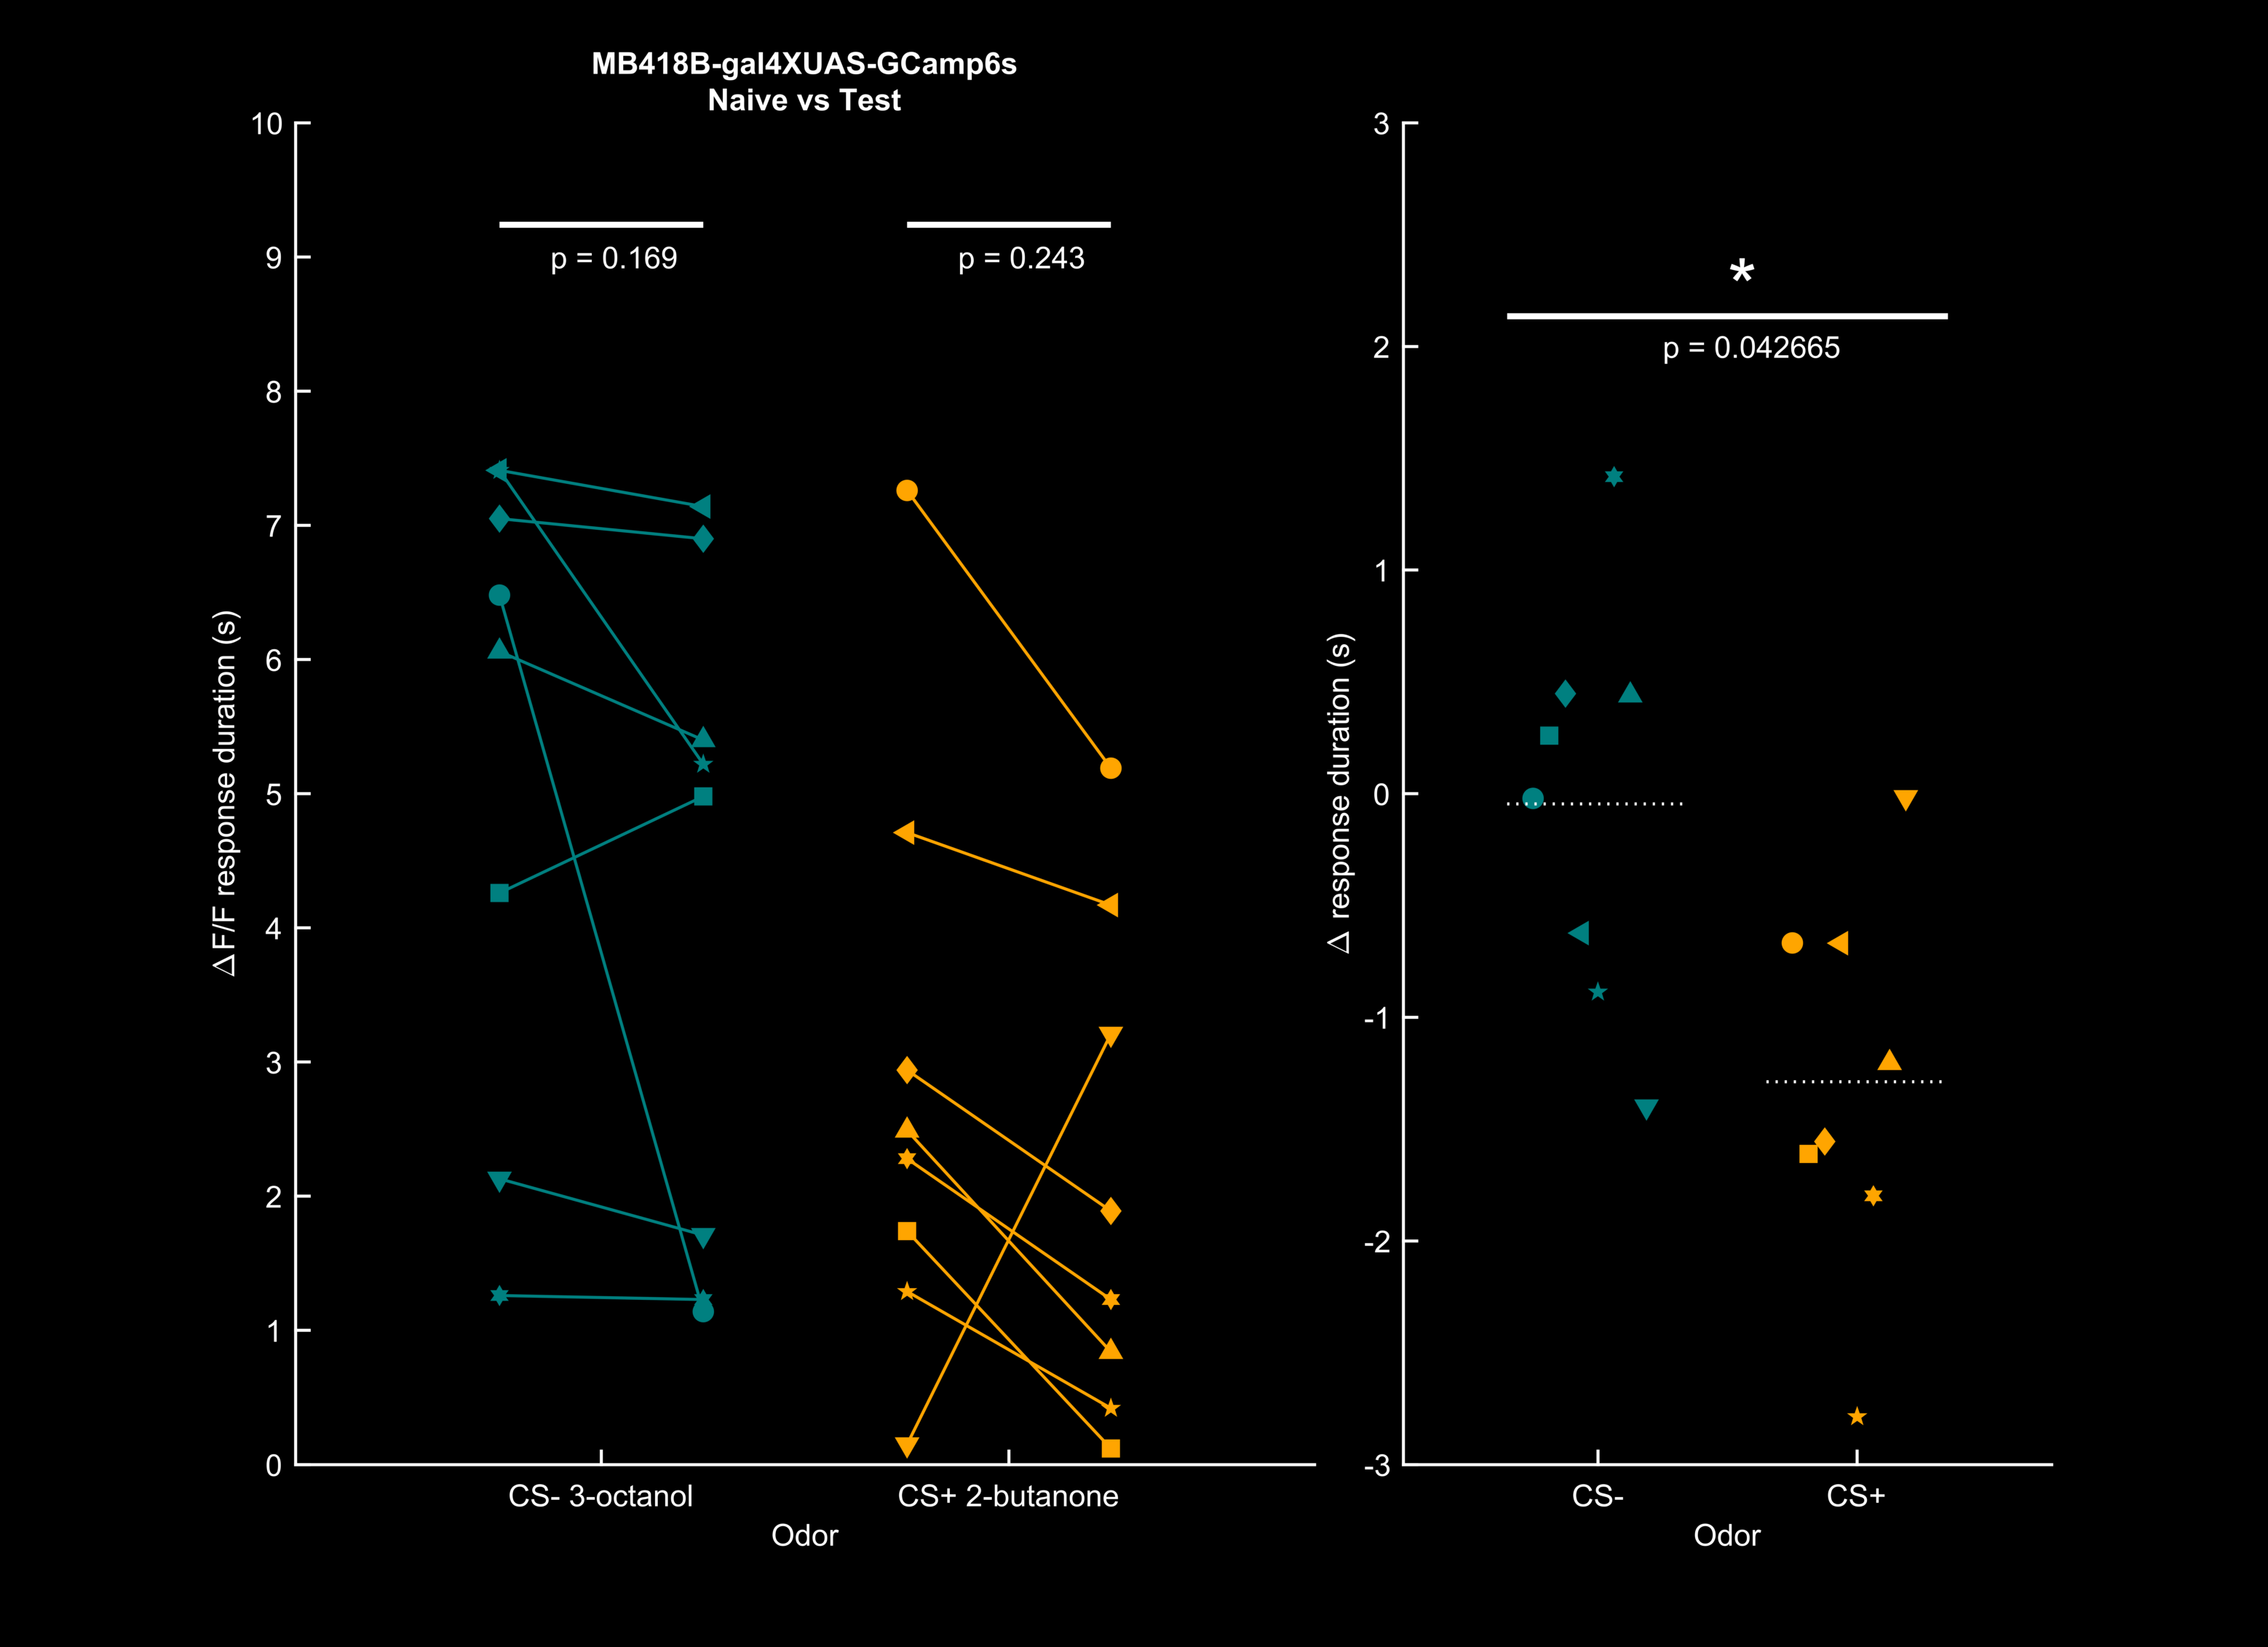 MB418B-gal4XUAS-GCamp6s
Naive vs Test
10
9
8
7
6
5
4
3
2
1
0
ΔF/F response duration (s)
p = 0.169
p = 0.243
CS- 3-octanol
CS+ 2-butanone
Odor
3
2
1
0
-1
-2
-3
Δ response duration (s)
*
p = 0.042665
CS-
CS+
Odor